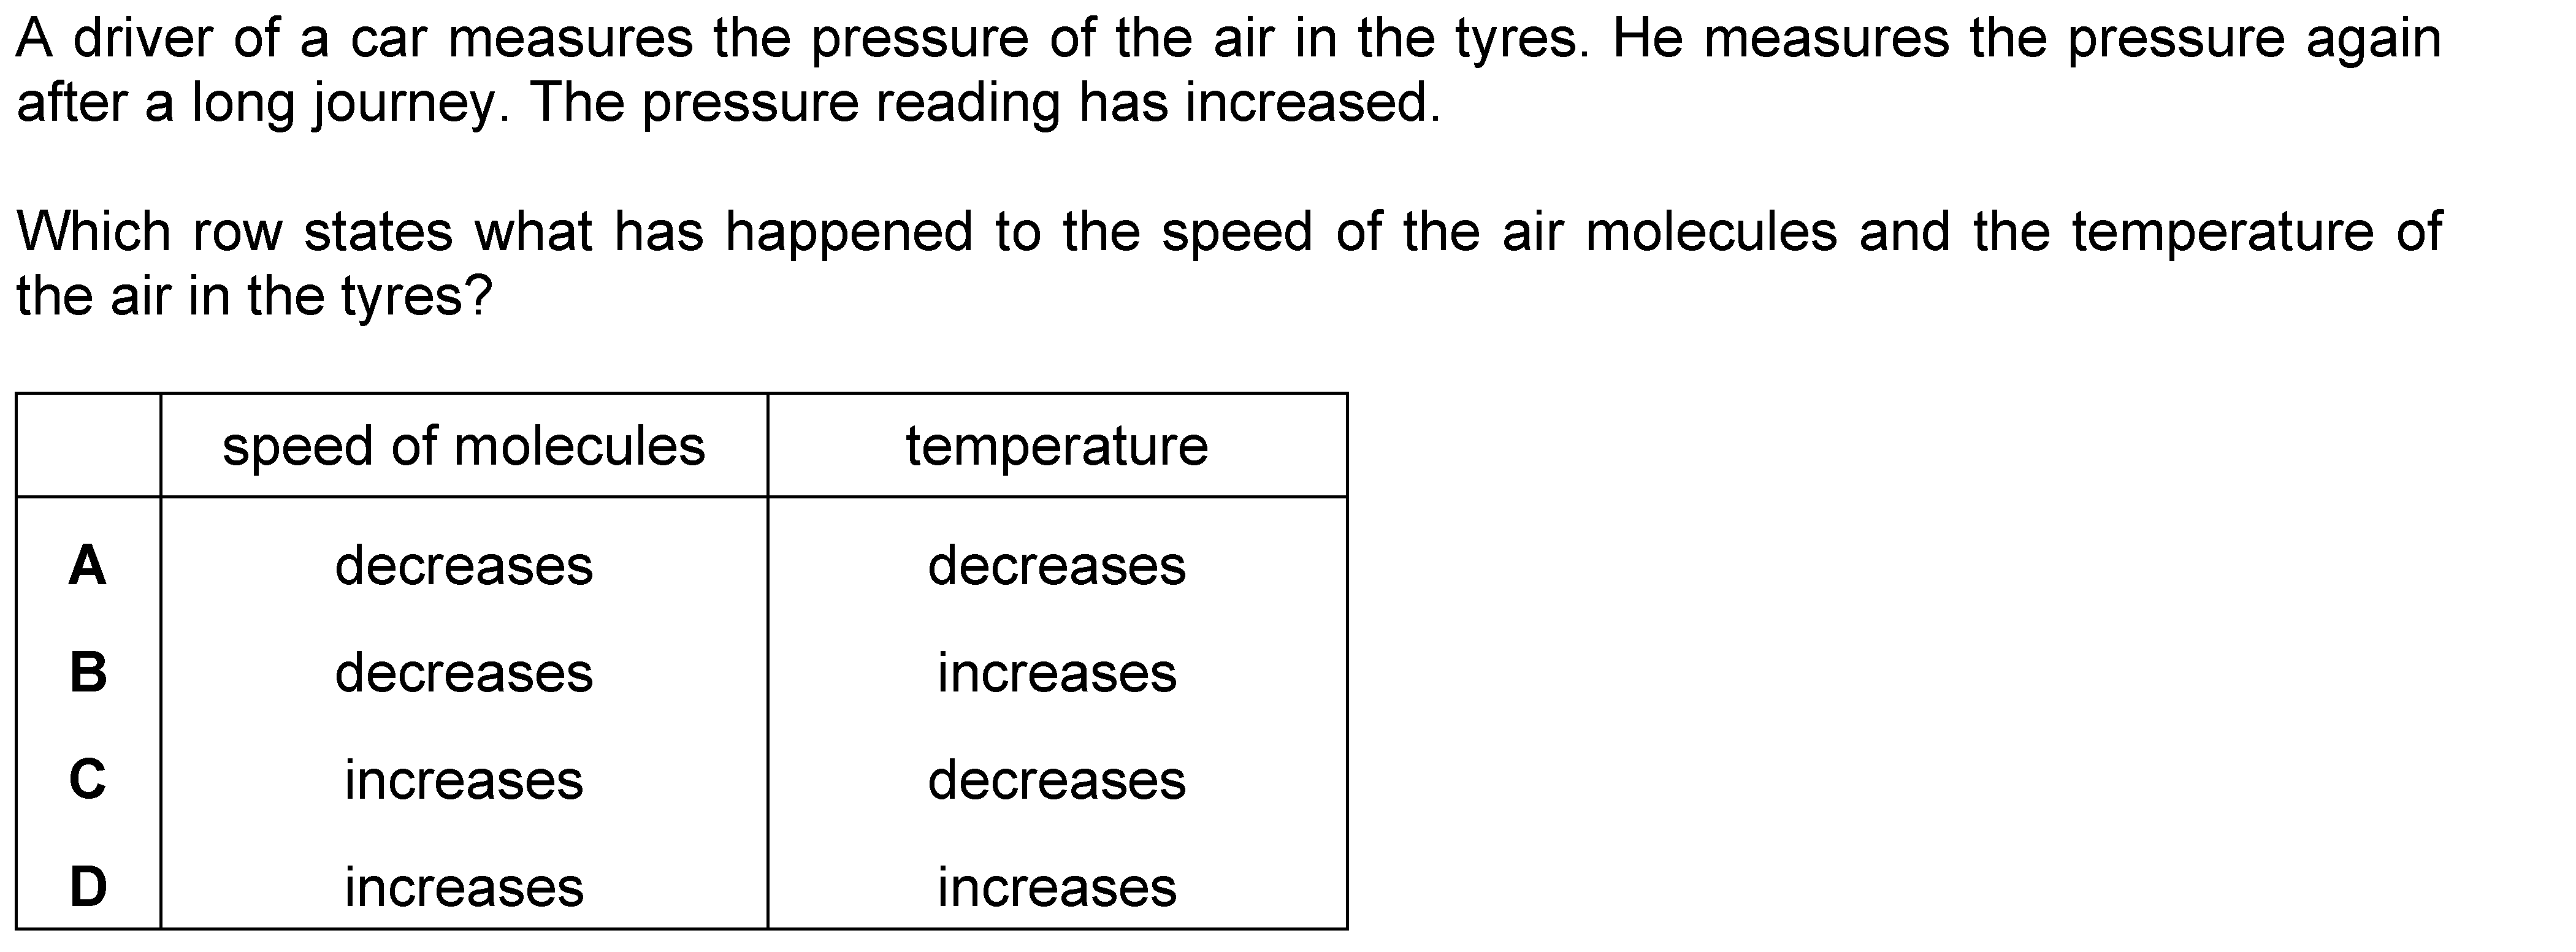 A driver of a car measures the pressure of the air in the tyres. He measures the pressure again
after a long journey. The pressure reading has increased.
Which row states what has happened to the speed of the air molecules and the temperature of
the air in the tyres?
speed of molecules temperature
A decreases decreases
B decreases increases
C increases decreases
D increases increases